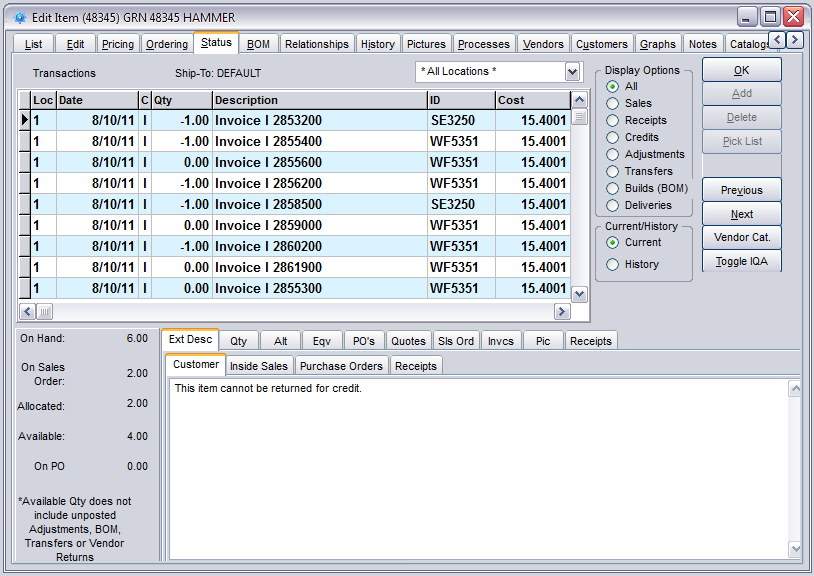 Edit Item (48345) GRN 48345 HAMMER
List Edit Pricing Ordering Status BOM Relationships History Pictures Processes Vendors Customers Graphs Notes Catalogs
Transactions Ship-To: DEFAULT * All Locations *
Loc Date C Qty Description ID Cost
1 8/10/11 I -1.00 Invoice I 2853200 SE3250 15.4001
1 8/10/11 I -1.00 Invoice I 2855400 WF5351 15.4001
1 8/10/11 I 0.00 Invoice I 2855600 WF5351 15.4001
1 8/10/11 I -1.00 Invoice I 2856200 WF5351 15.4001
1 8/10/11 I -1.00 Invoice I 2858500 SE3250 15.4001
1 8/10/11 I 0.00 Invoice I 2859000 WF5351 15.4001
1 8/10/11 I -1.00 Invoice I 2860200 WF5351 15.4001
1 8/10/11 I 0.00 Invoice I 2861900 WF5351 15.4001
1 8/10/11 I 0.00 Invoice I 2855300 WF5351 15.4001
Display Options
All
Sales
Receipts
Credits
Adjustments
Transfers
Builds (BOM)
Deliveries
Current/History
Current
History
OK
Add
Delete
Pick List
Previous
Next
Vendor Cat.
Toggle IQA
On Hand: 6.00
On Sales
Order: 2.00
Allocated: 2.00
Available: 4.00
On PO 0.00
*Available Qty does not
include unposted
Adjustments, BOM,
Transfers or Vendor
Returns
Ext Desc Qty Alt Eqv PO's Quotes Sls Ord Invcs Pic Receipts
Customer Inside Sales Purchase Orders Receipts
This item cannot be returned for credit.